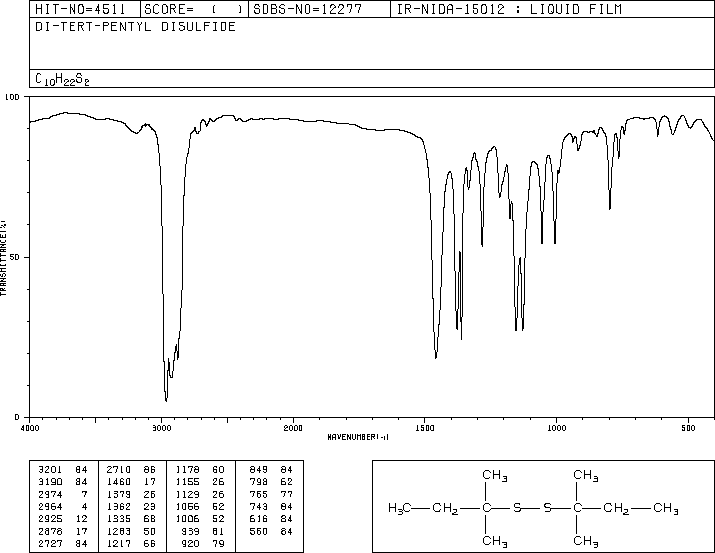 HIT-NO=4511 SCORE= ( ) SDBS-NO=12277 IR-NIDA-15012 : LIQUID FILM
DI-TERT-PENTYL DISULFIDE
C10H22S2
100
50
0
TRANSMITTANCE(%)
4000 3000 2000 1500 1000 500
WAVENUMBER(-1)
3201 84 2710 86 1178 60 849 84
3190 84 1460 17 1155 26 798 62
2974 7 1379 26 1129 26 765 77
2964 4 1362 23 1056 52 743 84
2925 12 1335 68 1006 52 616 84
2876 17 1283 50 939 81 560 84
2727 84 1217 66 920 79
CH3 CH3
H3C CH2 C S S C CH2 CH3
CH3 CH3